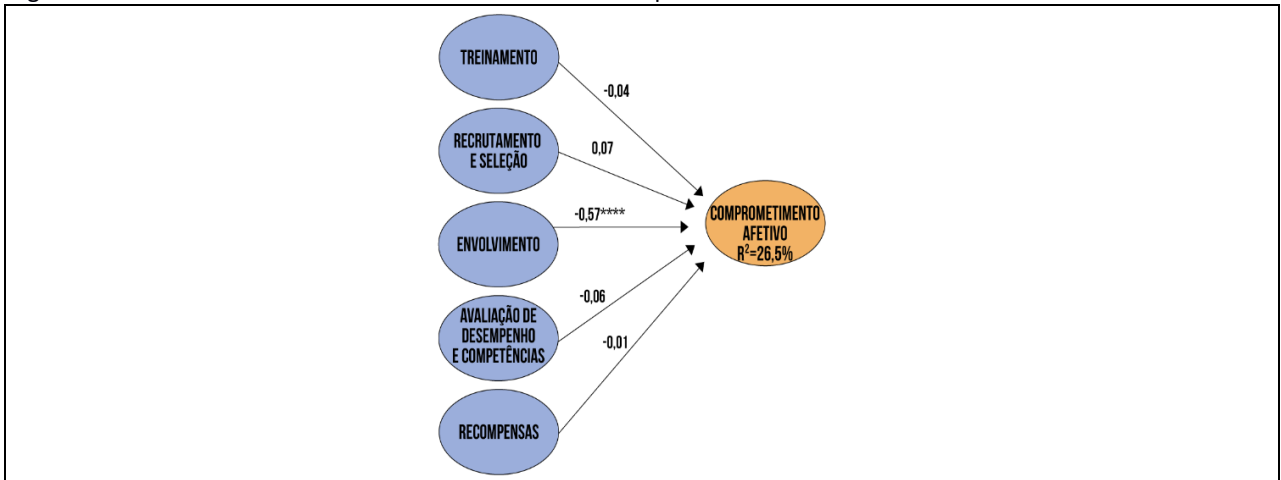 TREINAMENTO
-0,04
RECRUTAMENTO
E SELEÇÃO
0,07
-0,57****
ENVOLVIMENTO
COMPROMETIMENTO
AFETIVO
R²=26,5%
-0,06
AVALIAÇÃO DE
DESEMPENHO
E COMPETÊNCIAS
-0,01
RECOMPENSAS